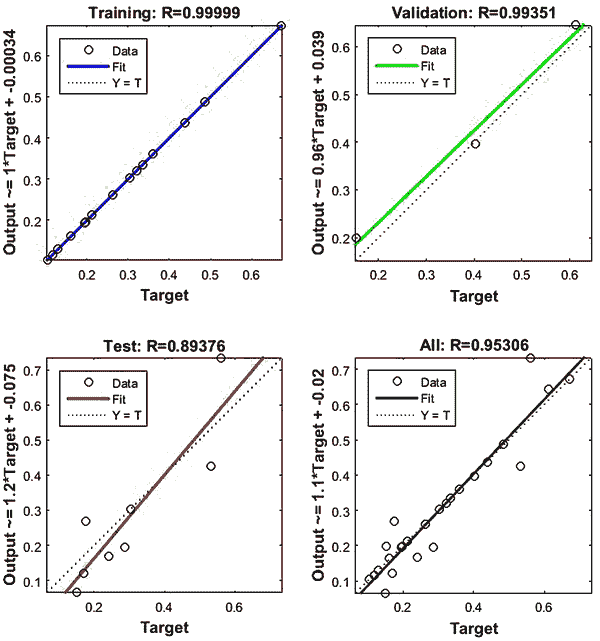 Training: R=0.99999
Output ~= 1*Target + -0.00034
0.6
0.5
0.4
0.3
0.2
Data
Fit
Y = T
0.2 0.3 0.4 0.5 0.6
Target
Validation: R=0.99351
Output ~= 0.96*Target + 0.039
0.6
0.5
0.4
0.3
0.2
Data
Fit
Y = T
0.2 0.3 0.4 0.5 0.6
Target
Test: R=0.89376
Output ~= 1.2*Target + -0.075
0.7
0.6
0.5
0.4
0.3
0.2
0.1
Data
Fit
Y = T
0.2 0.4 0.6
Target
All: R=0.95306
Output ~= 1.1*Target + -0.02
0.7
0.6
0.5
0.4
0.3
0.2
0.1
Data
Fit
Y = T
0.2 0.4 0.6
Target